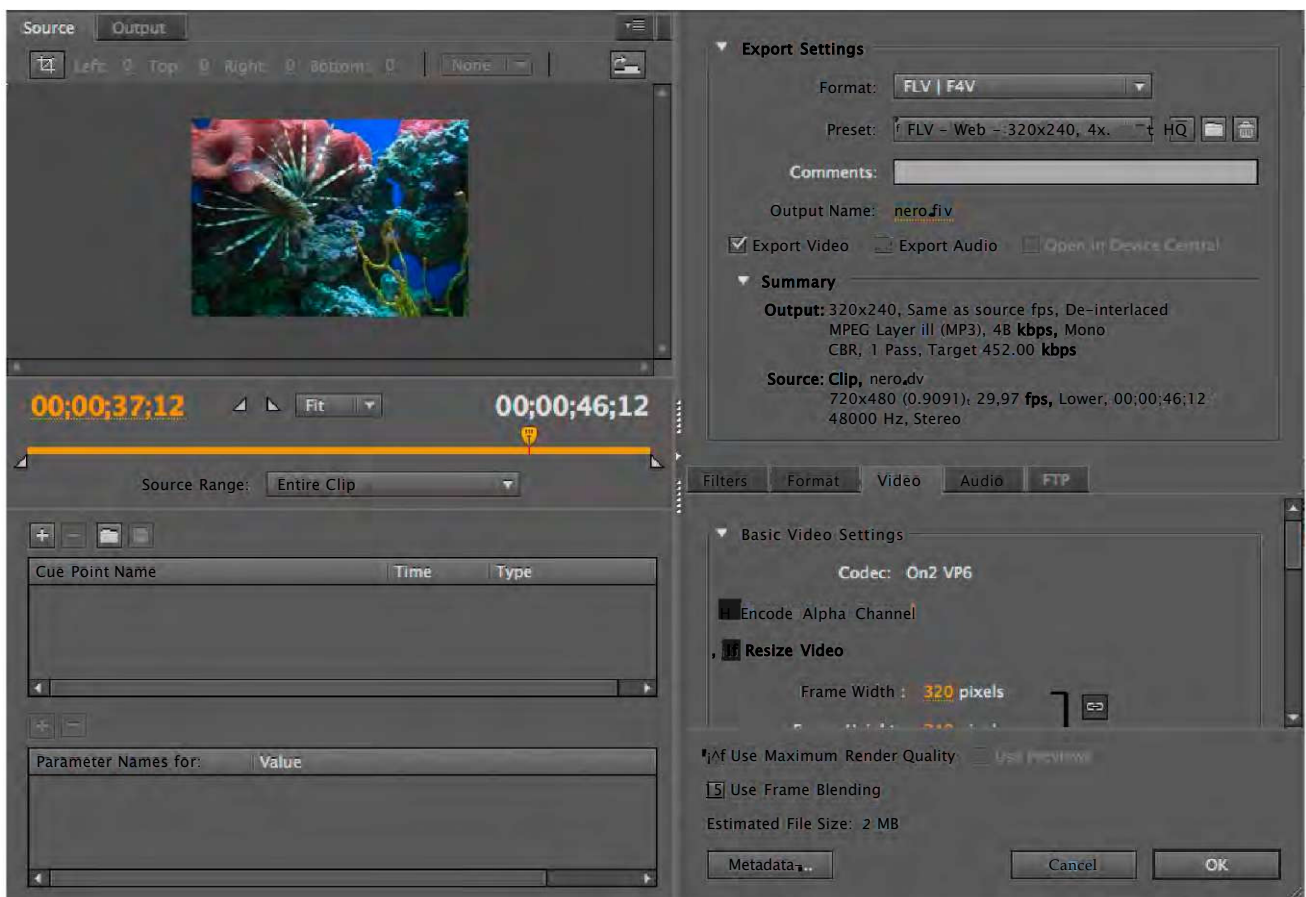 Source Output
Left: 0 Top: 0 Right: 0 Bottom: 0 None
00;00;37;12 Fit 00;00;46;12
Source Range: Entire Clip
Cue Point Name Time Type
Parameter Names for: Value
Export Settings
Format: FLV | F4V
Preset: FLV - Web - 320x240, 4x. t HQ
Comments:
Output Name: nero.fiv
Export Video Export Audio Open in Device Central
Summary
Output: 320x240, Same as source fps, De-interlaced
MPEG Layer ill (MP3), 4B kbps, Mono
CBR, 1 Pass, Target 452.00 kbps
Source: Clip, nero.dv
720x480 (0.9091), 29,97 fps, Lower, 00;00;46;12
48000 Hz, Stereo
Filters Format Video Audio FTP
Basic Video Settings
Codec: On2 VP6
Encode Alpha Channel
Resize Video
Frame Width : 320 pixels
Use Maximum Render Quality Use Previews
Use Frame Blending
Estimated File Size: 2 MB
Metadata... Cancel OK